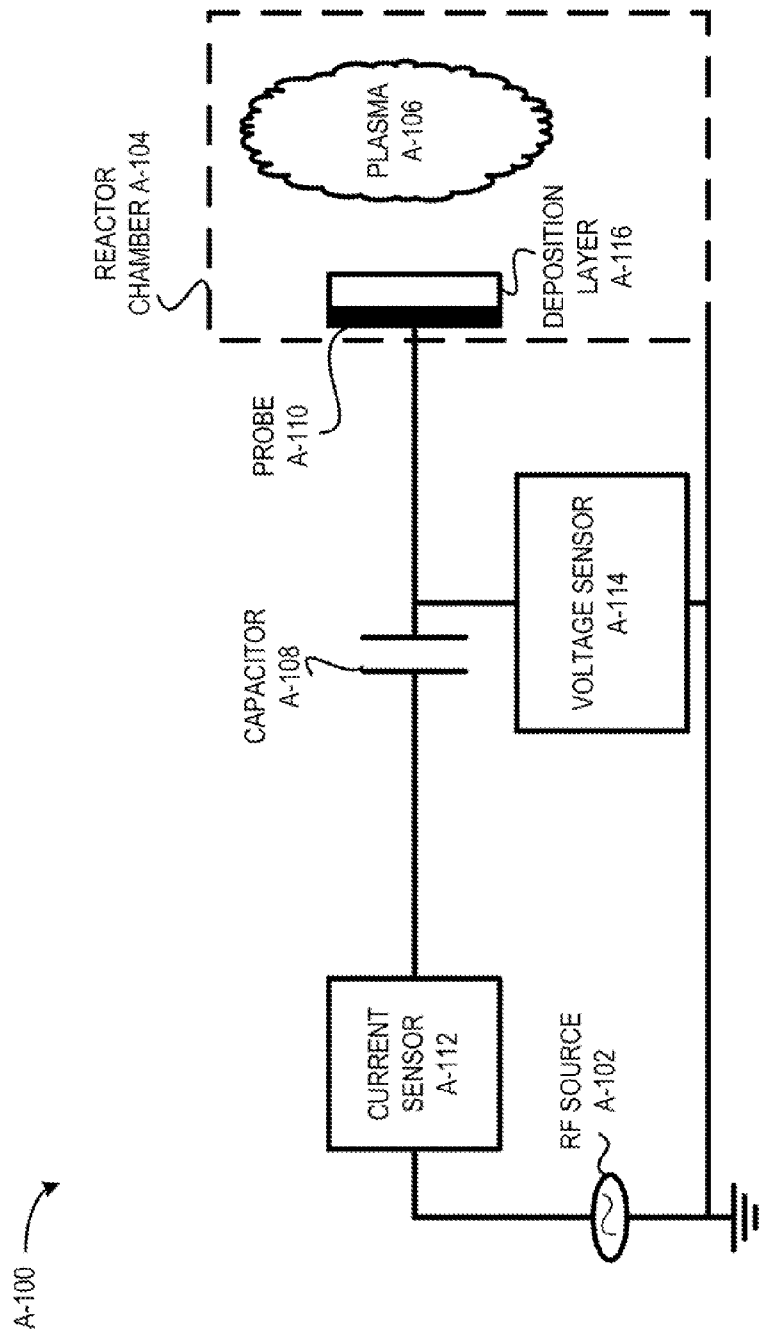 A-100
REACTOR
CHAMBER A-104
PLASMA
A-106
PROBE
A-110
DEPOSITION
LAYER
A-116
CAPACITOR
A-108
VOLTAGE SENSOR
A-114
CURRENT
SENSOR
A-112
RF SOURCE
A-102